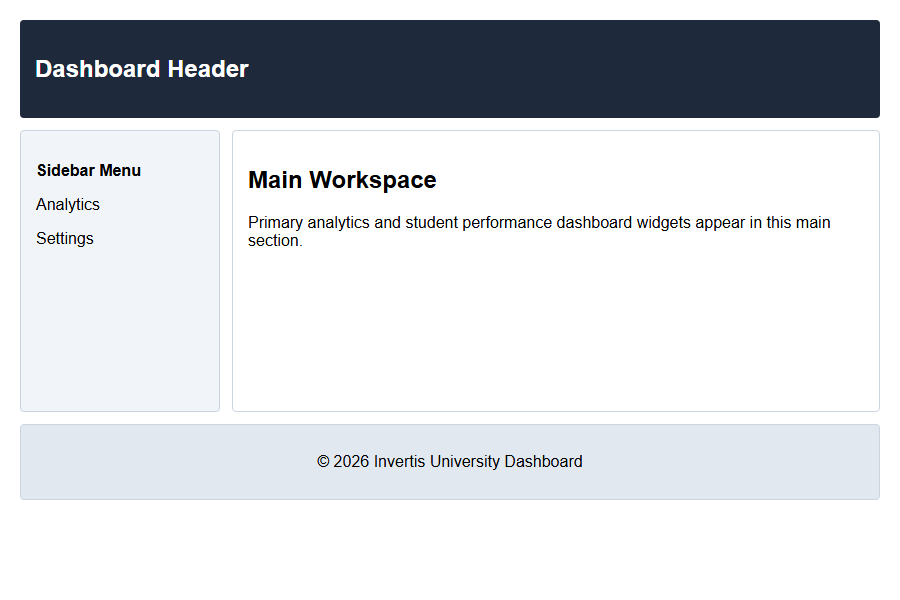 Dashboard Header
Sidebar Menu
Analytics
Settings
Main Workspace
Primary analytics and student performance dashboard widgets appear in this main
section.
© 2026 Invertis University Dashboard